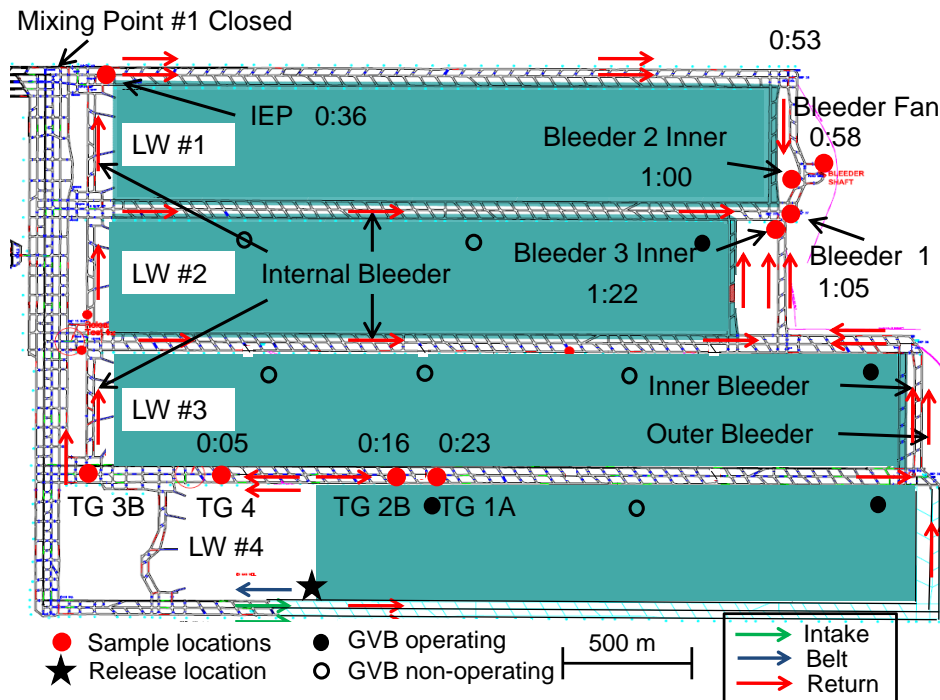 Mixing Point #1 Closed
0:53
IEP 0:36
Bleeder Fan
0:58
LW #1
Bleeder 2 Inner
1:00
BLEEDER
SHAFT
LW #2
Internal Bleeder
Bleeder 3 Inner
1:22
Bleeder 1
1:05
LW #3
Inner Bleeder
Outer Bleeder
0:05
0:16
0:23
TG 3B
TG 4
TG 2B
TG 1A
LW #4
Sample locations
Release location
GVB operating
GVB non-operating
500 m
Intake
Belt
Return